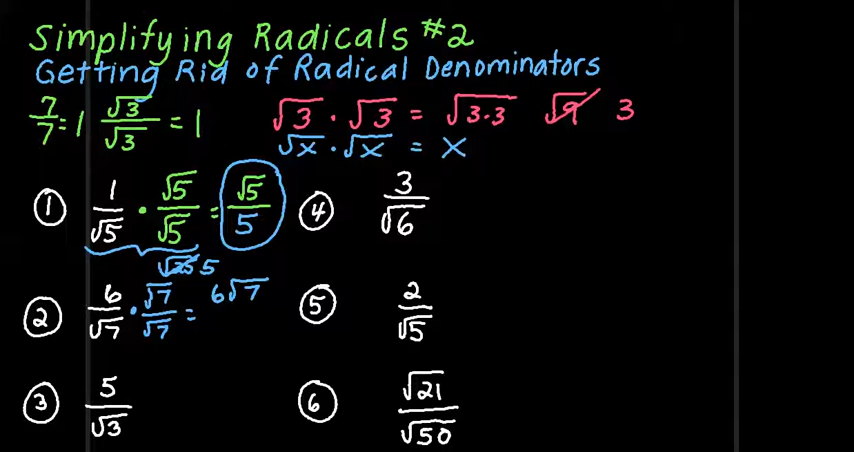 Simplifying Radicals #2
Getting Rid of Radical Denominators
7/7 = 1 √3/√3 = 1 √3 · √3 = √3·3 √9 3
√x · √x = x
① 1/√5 · √5/√5 = √5/5
√25 5
② 6/√7 · √7/√7 = 6√7
③ 5/√3
④ 3/√6
⑤ 2/√5
⑥ √21/√50